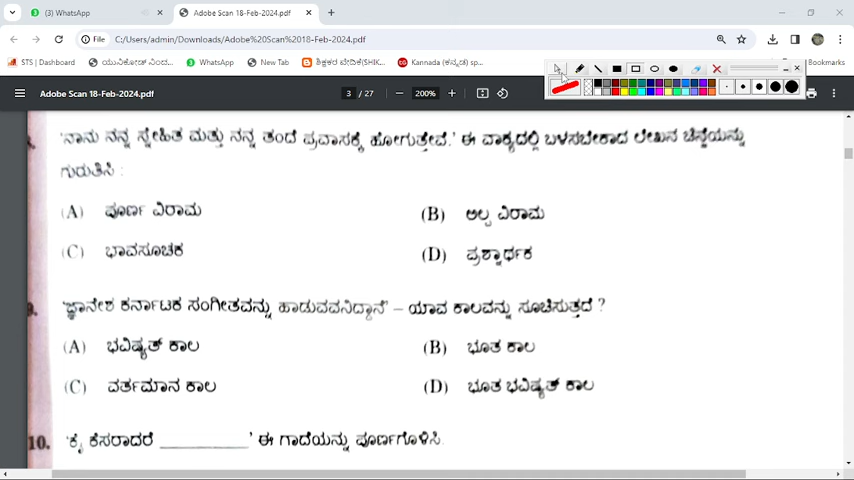 (3) WhatsApp
Adobe Scan 18-Feb-2024.pdf
File C:/Users/admin/Downloads/Adobe%20Scan%2018-Feb-2024.pdf
STS | Dashboard ಯುನಿಕೋಡ್ ನಿಂದ... WhatsApp New Tab ಶಿಕ್ಷಕರ ವೇದಿಕೆ(SHIK... Kannada (ಕನ್ನಡ) sp... Bookmarks
Adobe Scan 18-Feb-2024.pdf 3 / 27 200%
'ನಾನು ನನ್ನ ಸ್ನೇಹಿತ ಮತ್ತು ನನ್ನ ತಂದೆ ಪ್ರವಾಸಕ್ಕೆ ಹೋಗುತ್ತೇವೆ.' ಈ ವಾಕ್ಯದಲ್ಲಿ ಬಳಸಬೇಕಾದ ಲೇಖನ ಚಿಹ್ನೆಯನ್ನು
ಗುರುತಿಸಿ :
(A) ಪೂರ್ಣ ವಿರಾಮ (B) ಅಲ್ಪ ವಿರಾಮ
(C) ಭಾವಸೂಚಕ (D) ಪ್ರಶ್ನಾರ್ಥಕ
9. 'ಜ್ಞಾನೇಶ ಕರ್ನಾಟಕ ಸಂಗೀತವನ್ನು ಹಾಡುವವನಿದ್ದಾನೆ' – ಯಾವ ಕಾಲವನ್ನು ಸೂಚಿಸುತ್ತದೆ ?
(A) ಭವಿಷ್ಯತ್ ಕಾಲ (B) ಭೂತ ಕಾಲ
(C) ವರ್ತಮಾನ ಕಾಲ (D) ಭೂತ ಭವಿಷ್ಯತ್ ಕಾಲ
10. 'ಕೈ ಕೆಸರಾದರೆ __________' ಈ ಗಾದೆಯನ್ನು ಪೂರ್ಣಗೊಳಿಸಿ.